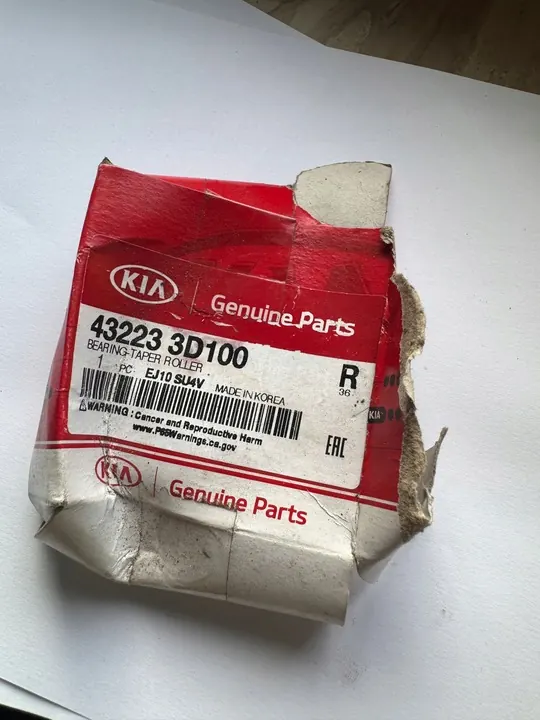 KIA
Genuine Parts
43223 3D100
BEARING-TAPER ROLLER
R
36
1 PC EJ10 SU4V MADE IN KOREA
KIA
WARNING : Cancer and Reproductive Harm
www.P65Warnings.ca.gov
EAC
KIA
Genuine Parts